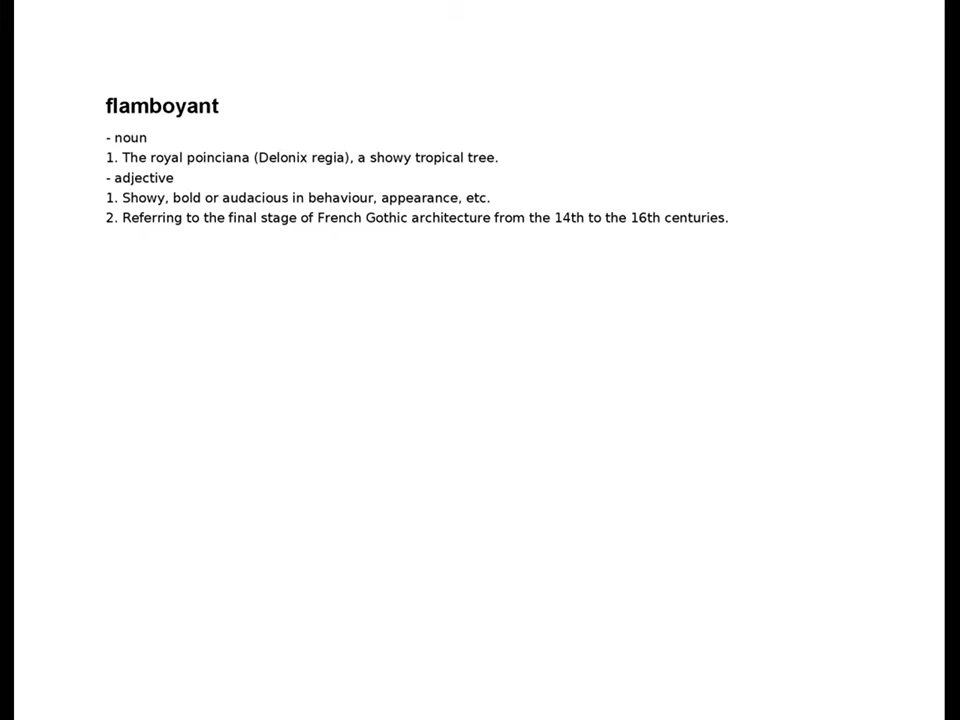 flamboyant
- noun
1. The royal poinciana (Delonix regia), a showy tropical tree.
- adjective
1. Showy, bold or audacious in behaviour, appearance, etc.
2. Referring to the final stage of French Gothic architecture from the 14th to the 16th centuries.